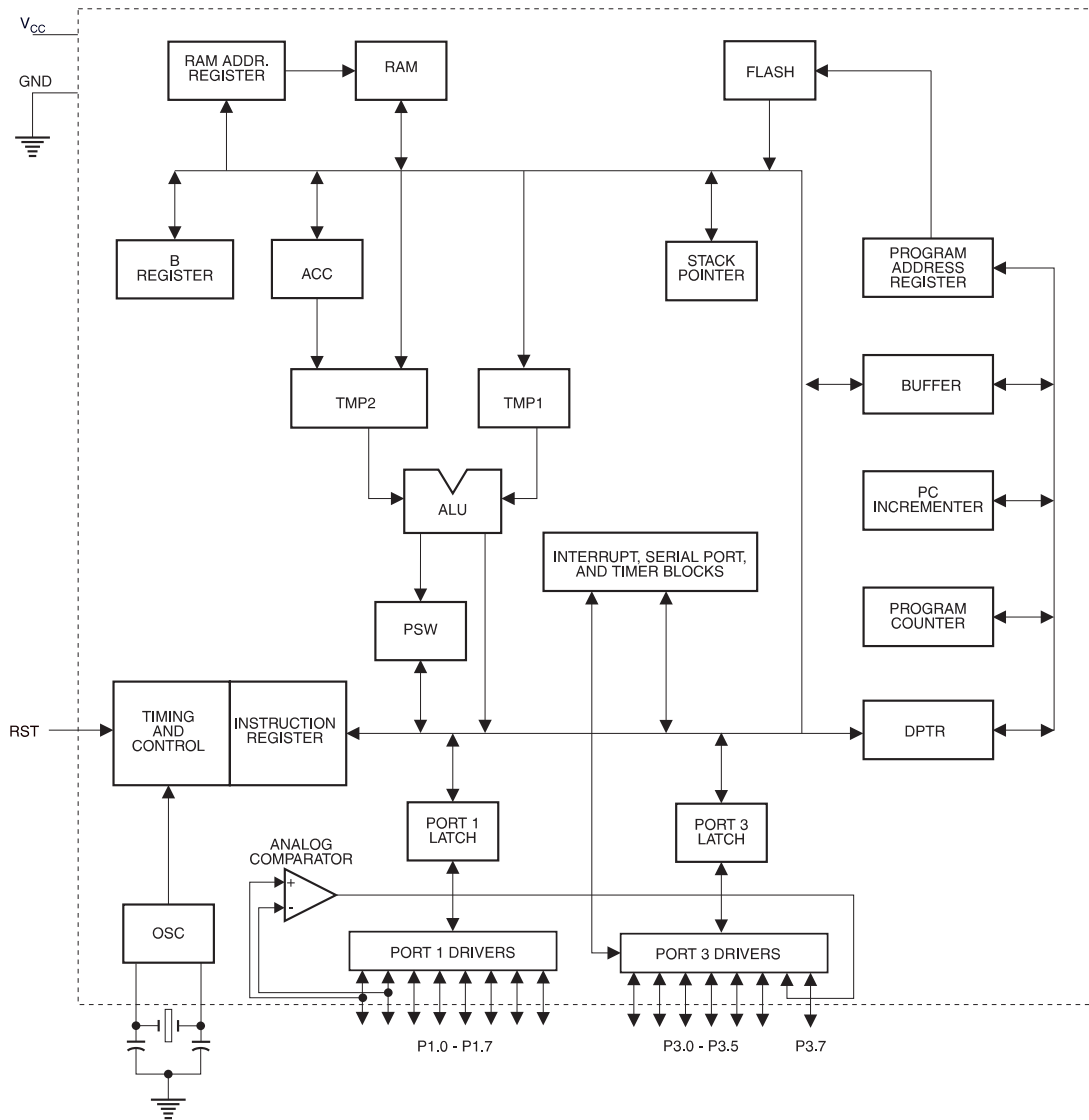 VCC
GND
RAM ADDR.
REGISTER
RAM
FLASH
B
REGISTER
ACC
STACK
POINTER
PROGRAM
ADDRESS
REGISTER
TMP2
TMP1
BUFFER
ALU
PC
INCREMENTER
INTERRUPT, SERIAL PORT,
AND TIMER BLOCKS
PSW
PROGRAM
COUNTER
RST
TIMING
AND
CONTROL
INSTRUCTION
REGISTER
DPTR
PORT 1
LATCH
PORT 3
LATCH
ANALOG
COMPARATOR
+
-
OSC
PORT 1 DRIVERS
PORT 3 DRIVERS
P1.0 - P1.7
P3.0 - P3.5
P3.7